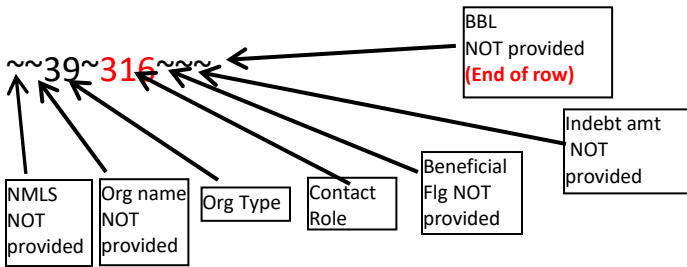 BBL
NOT provided
(End of row)
~~39~316~~~
Indebt amt
NOT
provided
NMLS
NOT
provided
Org name
NOT
provided
Org Type
Contact
Role
Beneficial
Flg NOT
provided